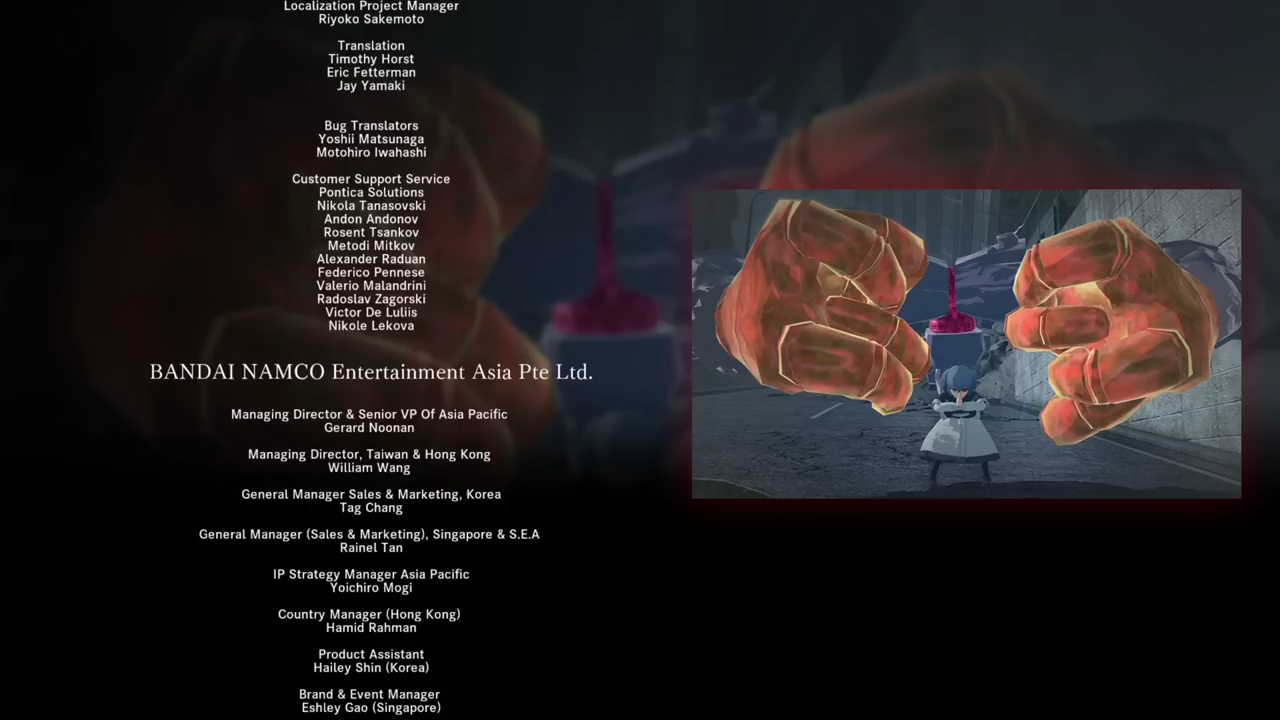 Localization Project Manager
Riyoko Sakemoto
Translation
Timothy Horst
Eric Fetterman
Jay Yamaki
Bug Translators
Yoshii Matsunaga
Motohiro Iwahashi
Customer Support Service
Pontica Solutions
Nikola Tanasovski
Andon Andonov
Rosent Tsankov
Metodi Mitkov
Alexander Raduan
Federico Pennese
Valerio Malandrini
Radoslav Zagorski
Victor De Luliis
Nikole Lekova
BANDAI NAMCO Entertainment Asia Pte Ltd.
Managing Director & Senior VP Of Asia Pacific
Gerard Noonan
Managing Director, Taiwan & Hong Kong
William Wang
General Manager Sales & Marketing, Korea
Tag Chang
General Manager (Sales & Marketing), Singapore & S.E.A
Rainel Tan
IP Strategy Manager Asia Pacific
Yoichiro Mogi
Country Manager (Hong Kong)
Hamid Rahman
Product Assistant
Hailey Shin (Korea)
Brand & Event Manager
Eshley Gao (Singapore)